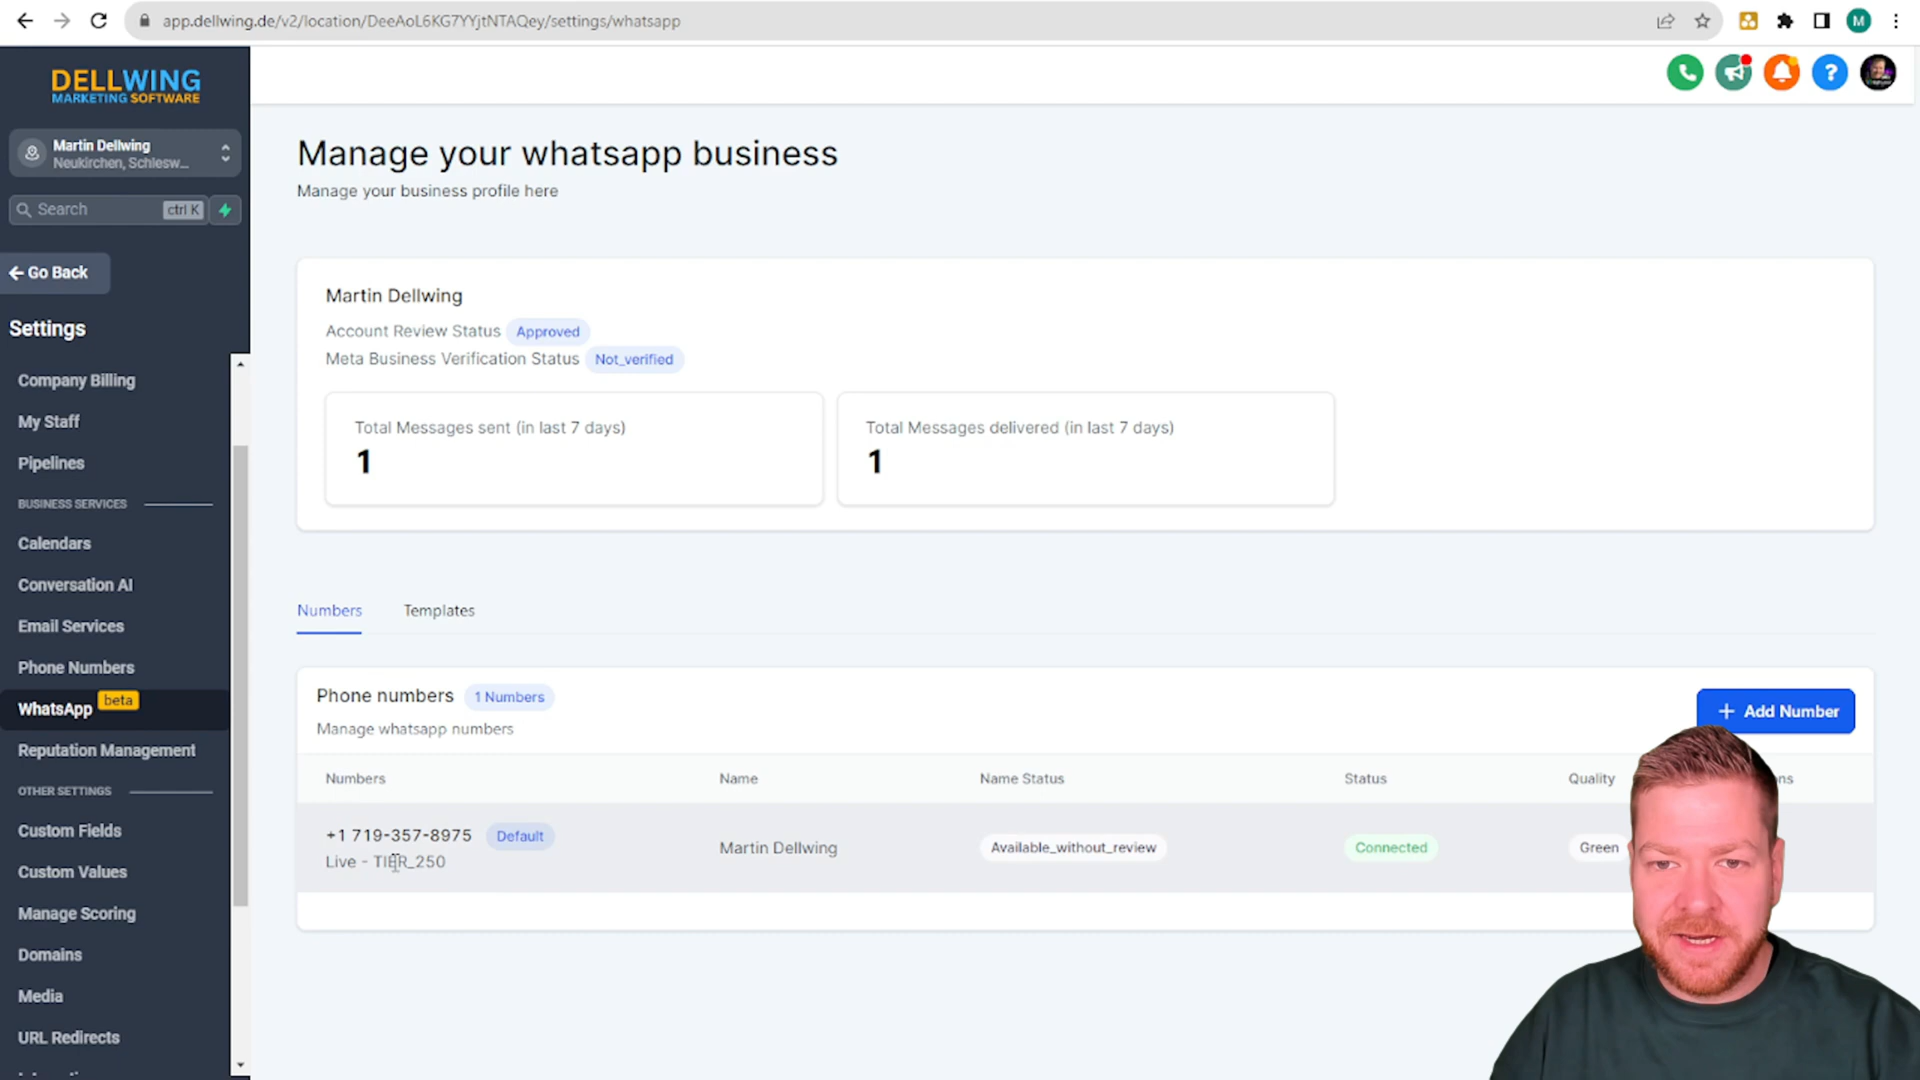 app.dellwing.de/v2/location/DeeAoL6KG7YYjtNTAQey/settings/whatsapp
M
DELLWING
MARKETING SOFTWARE
Martin Dellwing
Neukirchen, Schlesw...
Search
ctrl K
Go Back
Settings
Company Billing
My Staff
Pipelines
BUSINESS SERVICES
Calendars
Conversation AI
Email Services
Phone Numbers
WhatsApp beta
Reputation Management
OTHER SETTINGS
Custom Fields
Custom Values
Manage Scoring
Domains
Media
URL Redirects
?
Manage your whatsapp business
Manage your business profile here
Martin Dellwing
Account Review Status Approved
Meta Business Verification Status Not_verified
Total Messages sent (in last 7 days)
1
Total Messages delivered (in last 7 days)
1
Numbers Templates
Phone numbers 1 Numbers
Manage whatsapp numbers
+ Add Number
Numbers Name Name Status Status Quality
+1 719-357-8975 Default
Live - TIER_250
Martin Dellwing
Available_without_review
Connected
Green